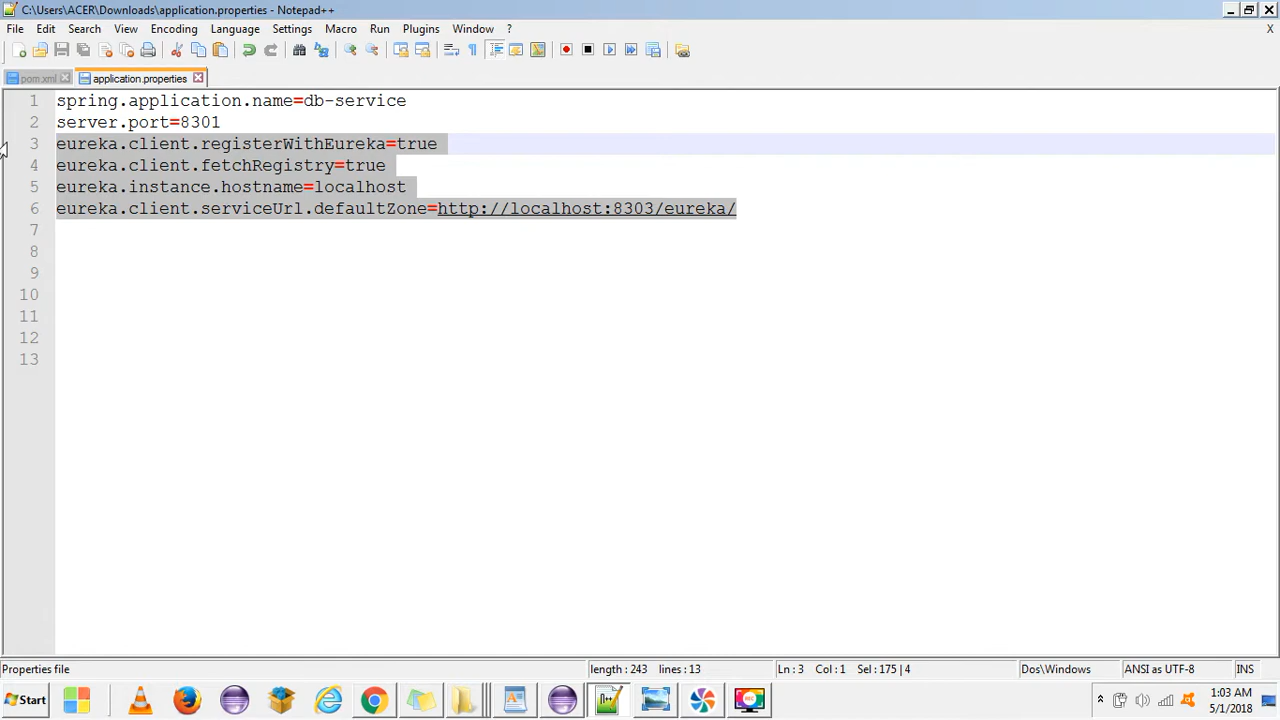 C:\Users\ACER\Downloads\application.properties - Notepad++
File Edit Search View Encoding Language Settings Macro Run Plugins Window ? X
pom.xml application.properties
1 spring.application.name=db-service
2 server.port=8301
3 eureka.client.registerWithEureka=true
4 eureka.client.fetchRegistry=true
5 eureka.instance.hostname=localhost
6 eureka.client.serviceUrl.defaultZone=http://localhost:8303/eureka/
7
8
9
10
11
12
13
Properties file length : 243 lines : 13 Ln : 3 Col : 1 Sel : 175 | 4 Dos\Windows ANSI as UTF-8 INS
Start 1:03 AM
5/1/2018